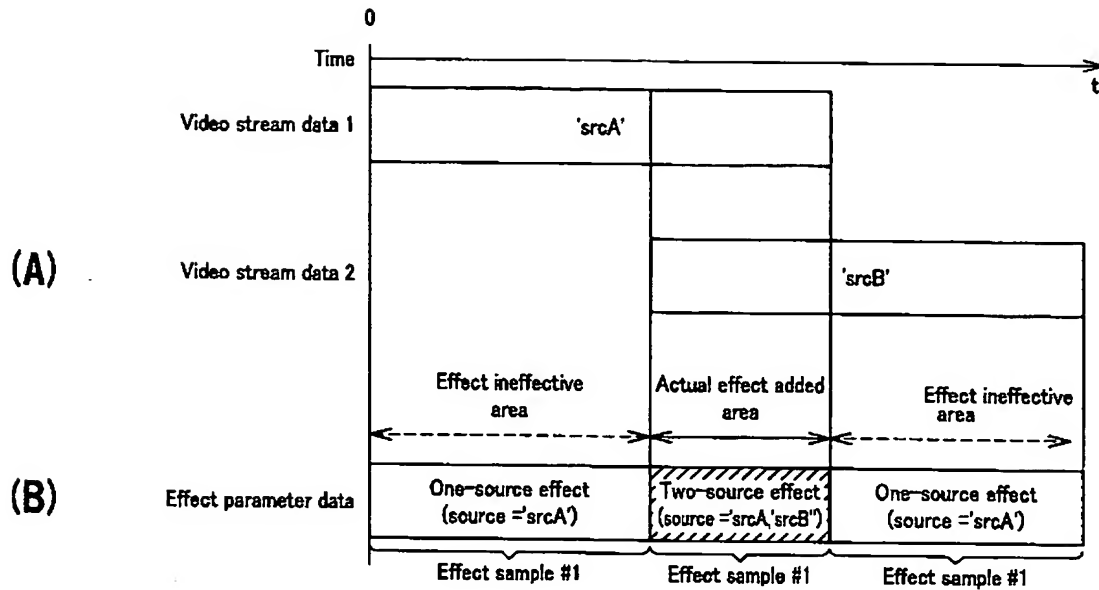 0
Time
t
Video stream data 1
'srcA'
(A)
Video stream data 2
'srcB'
Effect ineffective
area
Actual effect added
area
Effect ineffective
area
(B)
Effect parameter data
One-source effect
(source ='srcA')
Two-source effect
(source ='srcA,'srcB")
One-source effect
(source ='srcA')
Effect sample #1
Effect sample #1
Effect sample #1